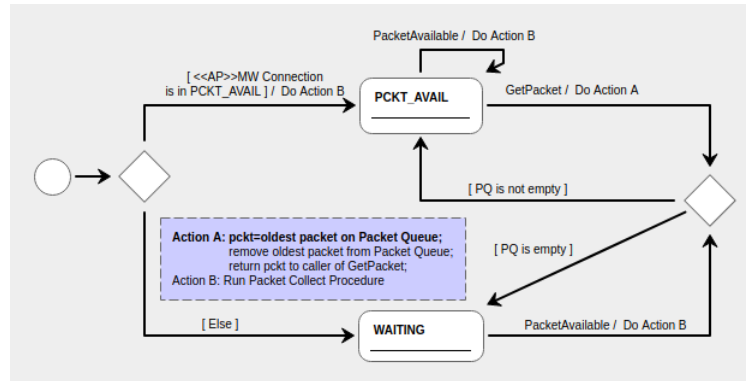 PacketAvailable / Do Action B
[ <<AP>>MW Connection
is in PCKT_AVAIL ] / Do Action B
PCKT_AVAIL
GetPacket / Do Action A
[ PQ is not empty ]
Action A: pckt=oldest packet on Packet Queue;
remove oldest packet from Packet Queue;
return pckt to caller of GetPacket;
Action B: Run Packet Collect Procedure
[ PQ is empty ]
[ Else ]
WAITING
PacketAvailable / Do Action B